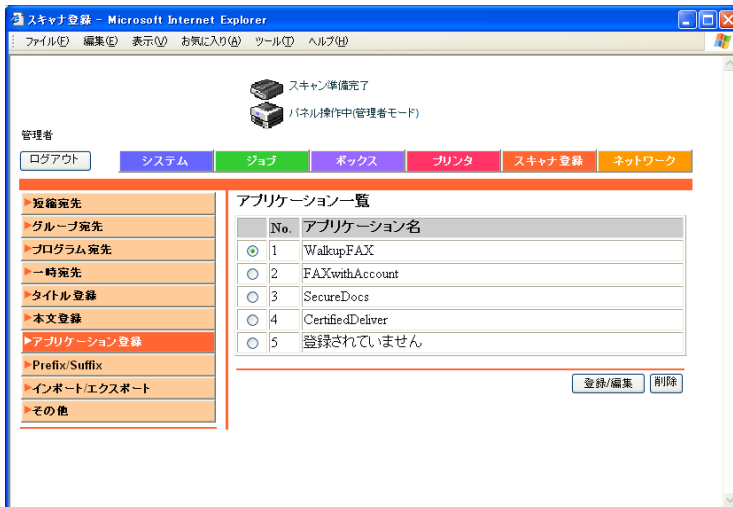 スキャナ登録 - Microsoft Internet Explorer
ファイル(F) 編集(E) 表示(V) お気に入り(A) ツール(T) ヘルプ(H)
スキャン準備完了
パネル操作中(管理者モード)
管理者
ログアウト システム ジョブ ボックス プリンタ スキャナ登録 ネットワーク
短縮宛先
グループ宛先
プログラム宛先
一時宛先
タイトル登録
本文登録
アプリケーション登録
Prefix/Suffix
インポート/エクスポート
その他
アプリケーション一覧
No. アプリケーション名
1 WalkupFAX
2 FAXwithAccount
3 SecureDocs
4 CertifiedDeliver
5 登録されていません
登録/編集 削除